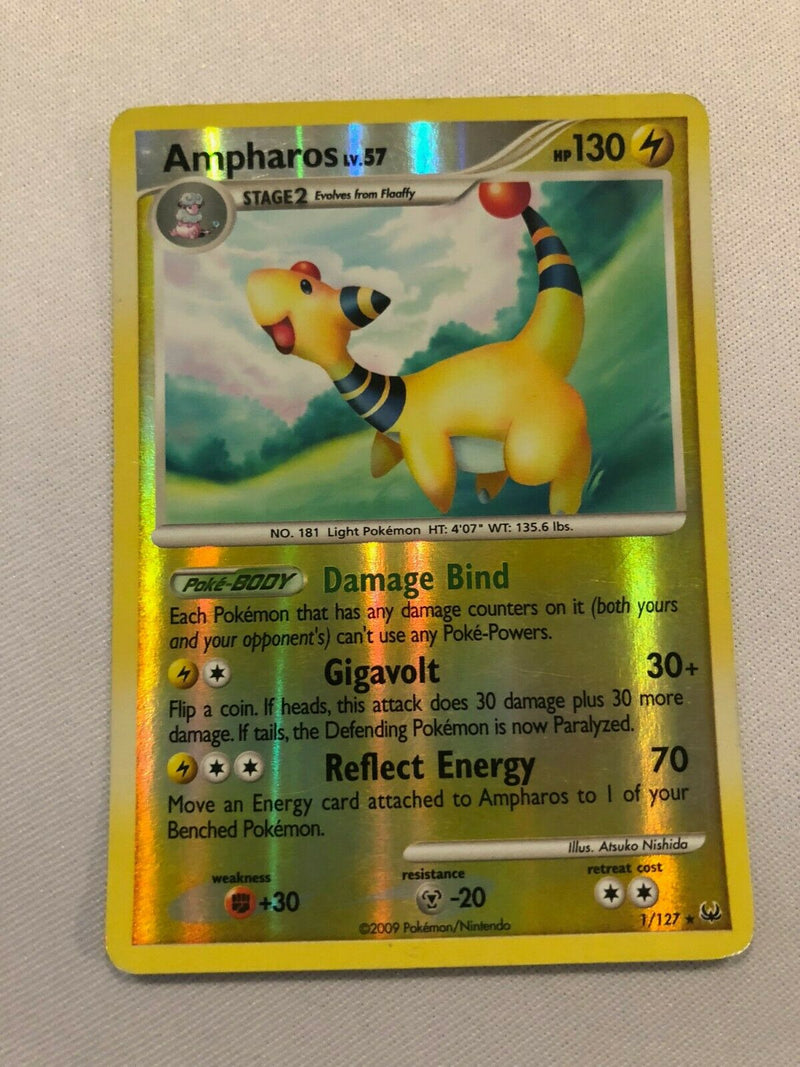 Ampharos LV.57 HP 130
STAGE2 Evolves from Flaaffy
NO. 181 Light Pokémon HT: 4'07" WT: 135.6 lbs.
Poké-BODY Damage Bind
Each Pokémon that has any damage counters on it (both yours
and your opponent's) can't use any Poké-Powers.
Gigavolt 30+
Flip a coin. If heads, this attack does 30 damage plus 30 more
damage. If tails, the Defending Pokémon is now Paralyzed.
Reflect Energy 70
Move an Energy card attached to Ampharos to 1 of your
Benched Pokémon.
Illus. Atsuko Nishida
weakness resistance retreat cost
+30 -20
©2009 Pokémon/Nintendo 1/127